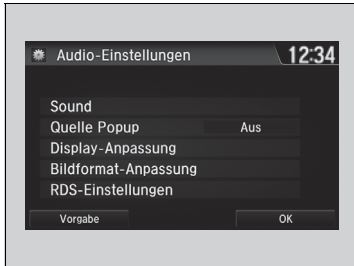 Audio-Einstellungen 12:34
Sound
Quelle Popup Aus
Display-Anpassung
Bildformat-Anpassung
RDS-Einstellungen
Vorgabe OK